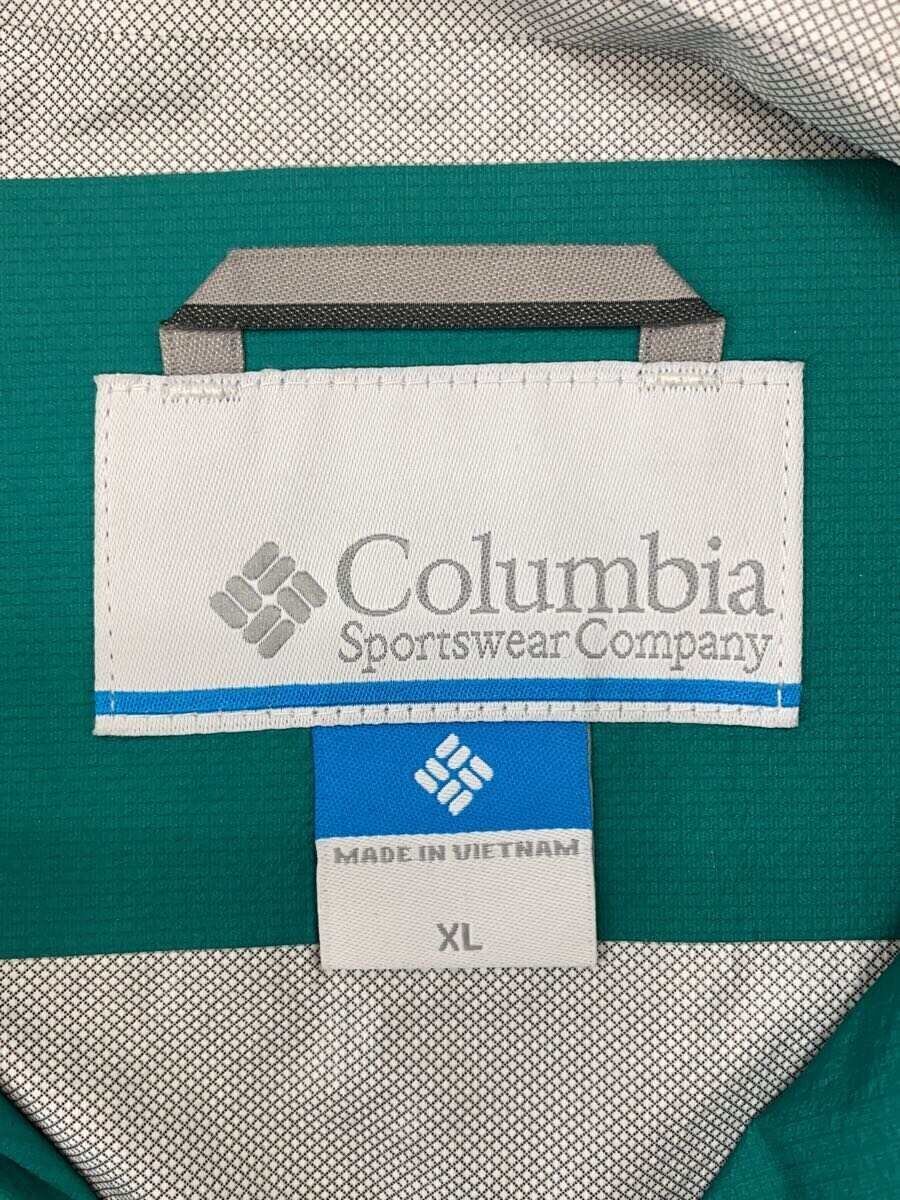 Columbia
Sportswear Company
MADE IN VIETNAM
XL